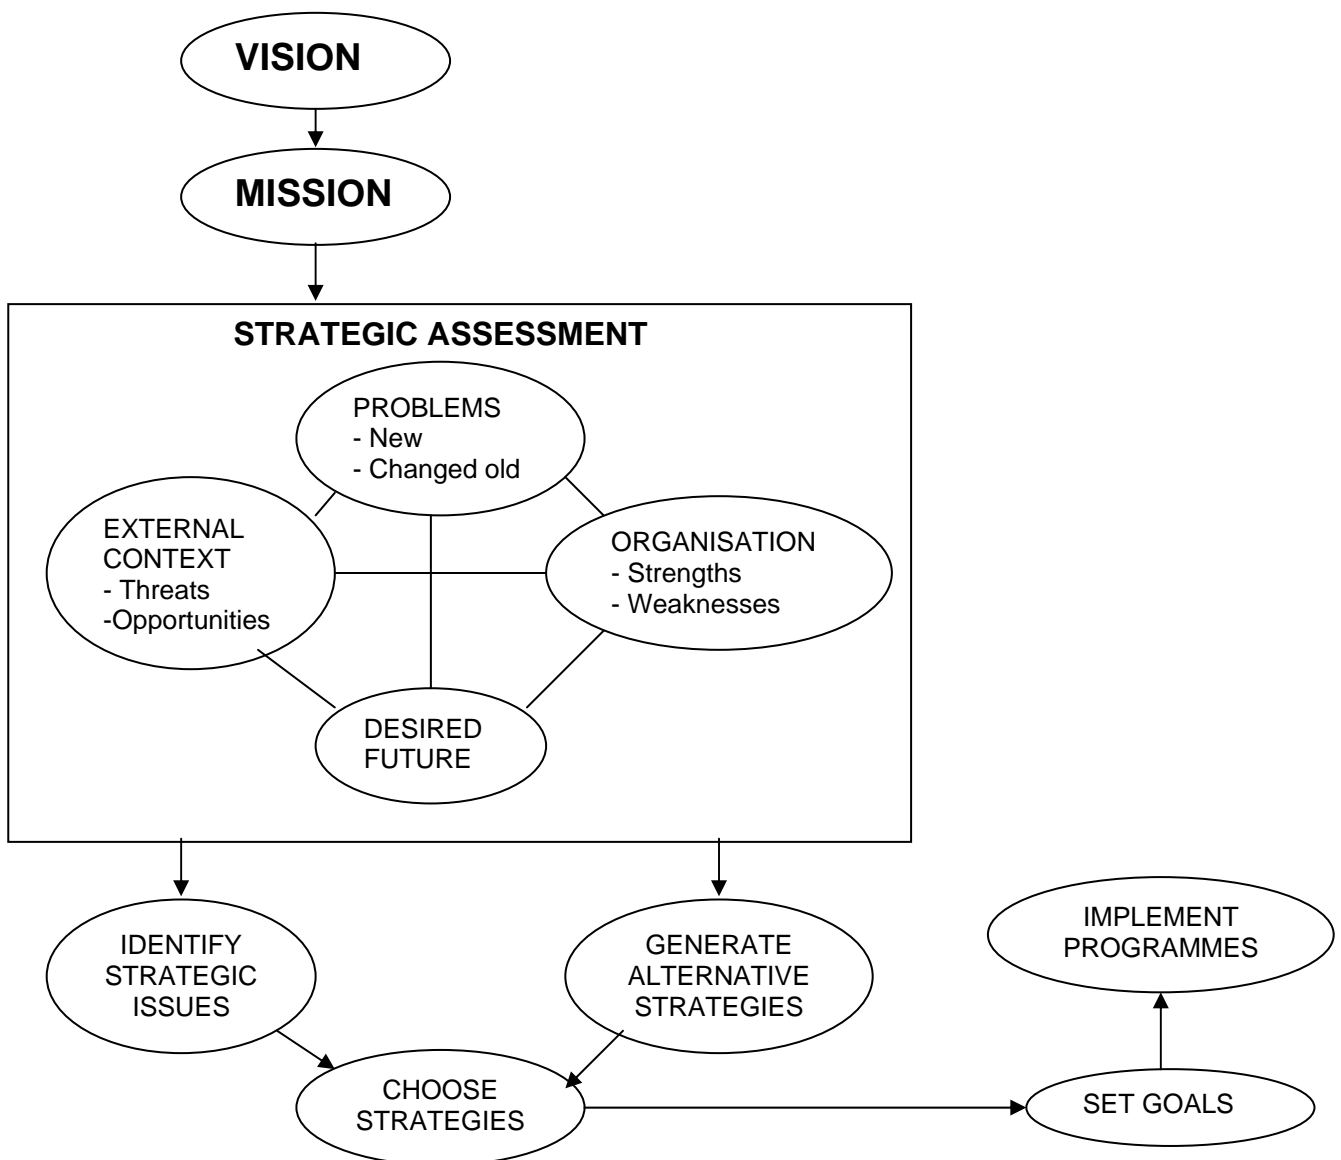 VISION
MISSION
STRATEGIC ASSESSMENT
PROBLEMS
- New
- Changed old
EXTERNAL
CONTEXT
- Threats
-Opportunities
ORGANISATION
- Strengths
- Weaknesses
DESIRED
FUTURE
IDENTIFY
STRATEGIC
ISSUES
GENERATE
ALTERNATIVE
STRATEGIES
IMPLEMENT
PROGRAMMES
CHOOSE
STRATEGIES
SET GOALS